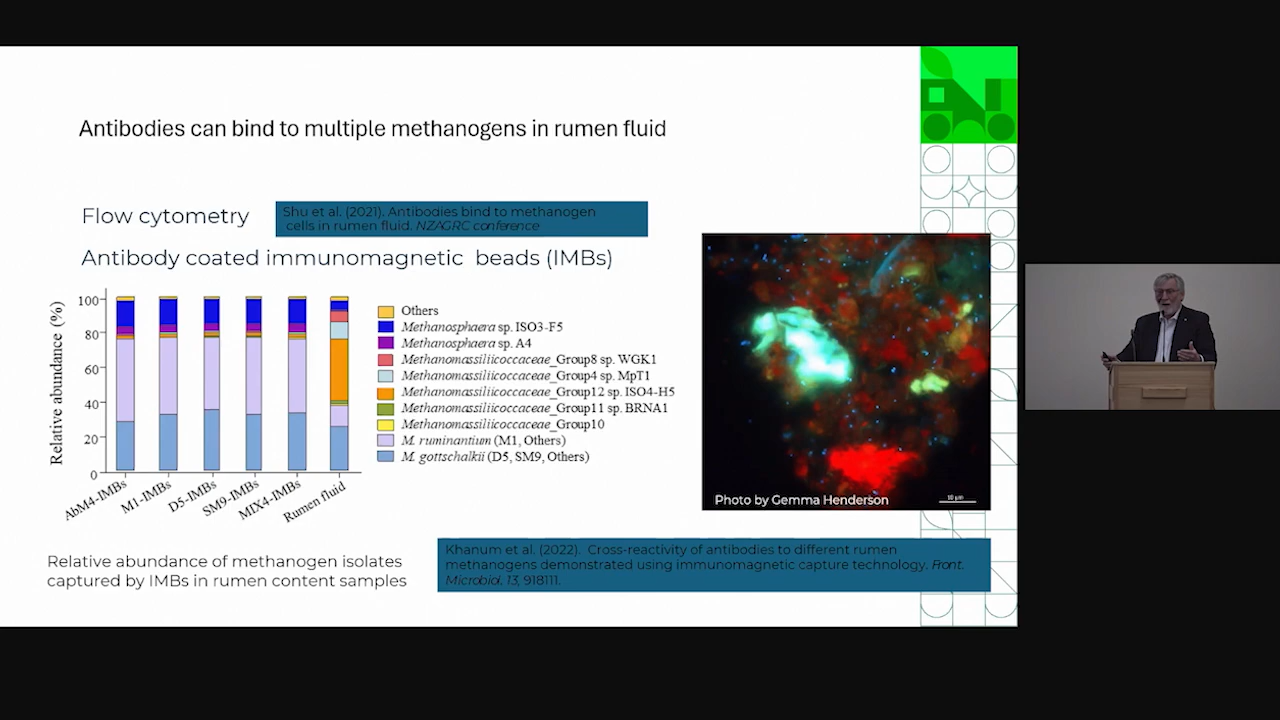 Antibodies can bind to multiple methanogens in rumen fluid
Flow cytometry
Shu et al. (2021). Antibodies bind to methanogen
cells in rumen fluid. NZAGRC conference
Antibody coated immunomagnetic beads (IMBs)
Relative abundance (%)
100
80
60
40
20
0
AbM4-IMBs
M1-IMBs
D5-IMBs
SM9-IMBs
MIX4-IMBs
Rumen fluid
Others
Methanosphaera sp. ISO3-F5
Methanosphaera sp. A4
Methanomassiliicoccaceae_Group8 sp. WGK1
Methanomassiliicoccaceae_Group4 sp. MpT1
Methanomassiliicoccaceae_Group12 sp. ISO4-H5
Methanomassiliicoccaceae_Group11 sp. BRNA1
Methanomassiliicoccaceae_Group10
M. ruminantium (M1, Others)
M. gottschalkii (D5, SM9, Others)
Photo by Gemma Henderson
10 µm
Relative abundance of methanogen isolates
captured by IMBs in rumen content samples
Khanum et al. (2022). Cross-reactivity of antibodies to different rumen
methanogens demonstrated using immunomagnetic capture technology. Front.
Microbiol. 13, 918111.